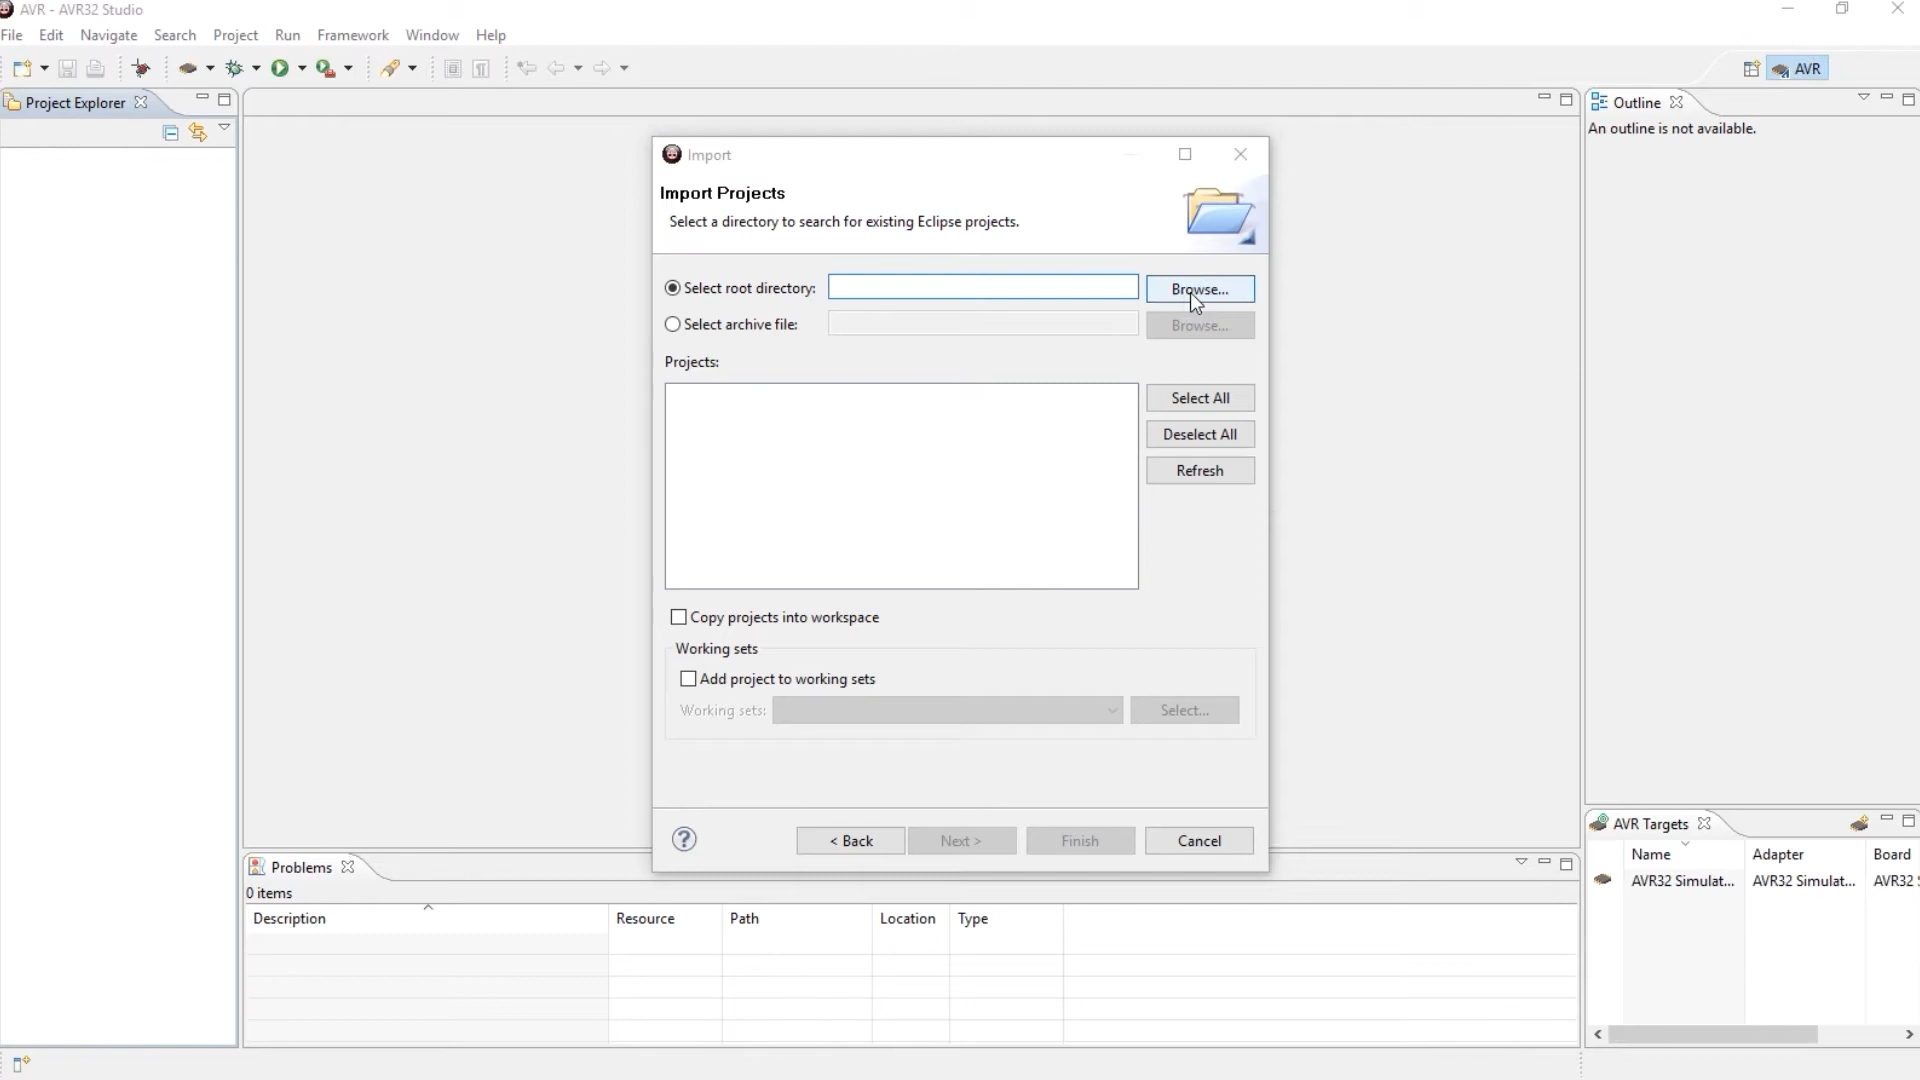 AVR - AVR32 Studio
File Edit Navigate Search Project Run Framework Window Help
AVR
Project Explorer
Outline
An outline is not available.
Import
Import Projects
Select a directory to search for existing Eclipse projects.
Select root directory:
Browse...
Select archive file:
Browse...
Projects:
Select All
Deselect All
Refresh
Copy projects into workspace
Working sets
Add project to working sets
Working sets:
Select...
?
< Back
Next >
Finish
Cancel
AVR Targets
Name Adapter Board
AVR32 Simulat... AVR32 Simulat... AVR32
Problems
0 items
Description Resource Path Location Type